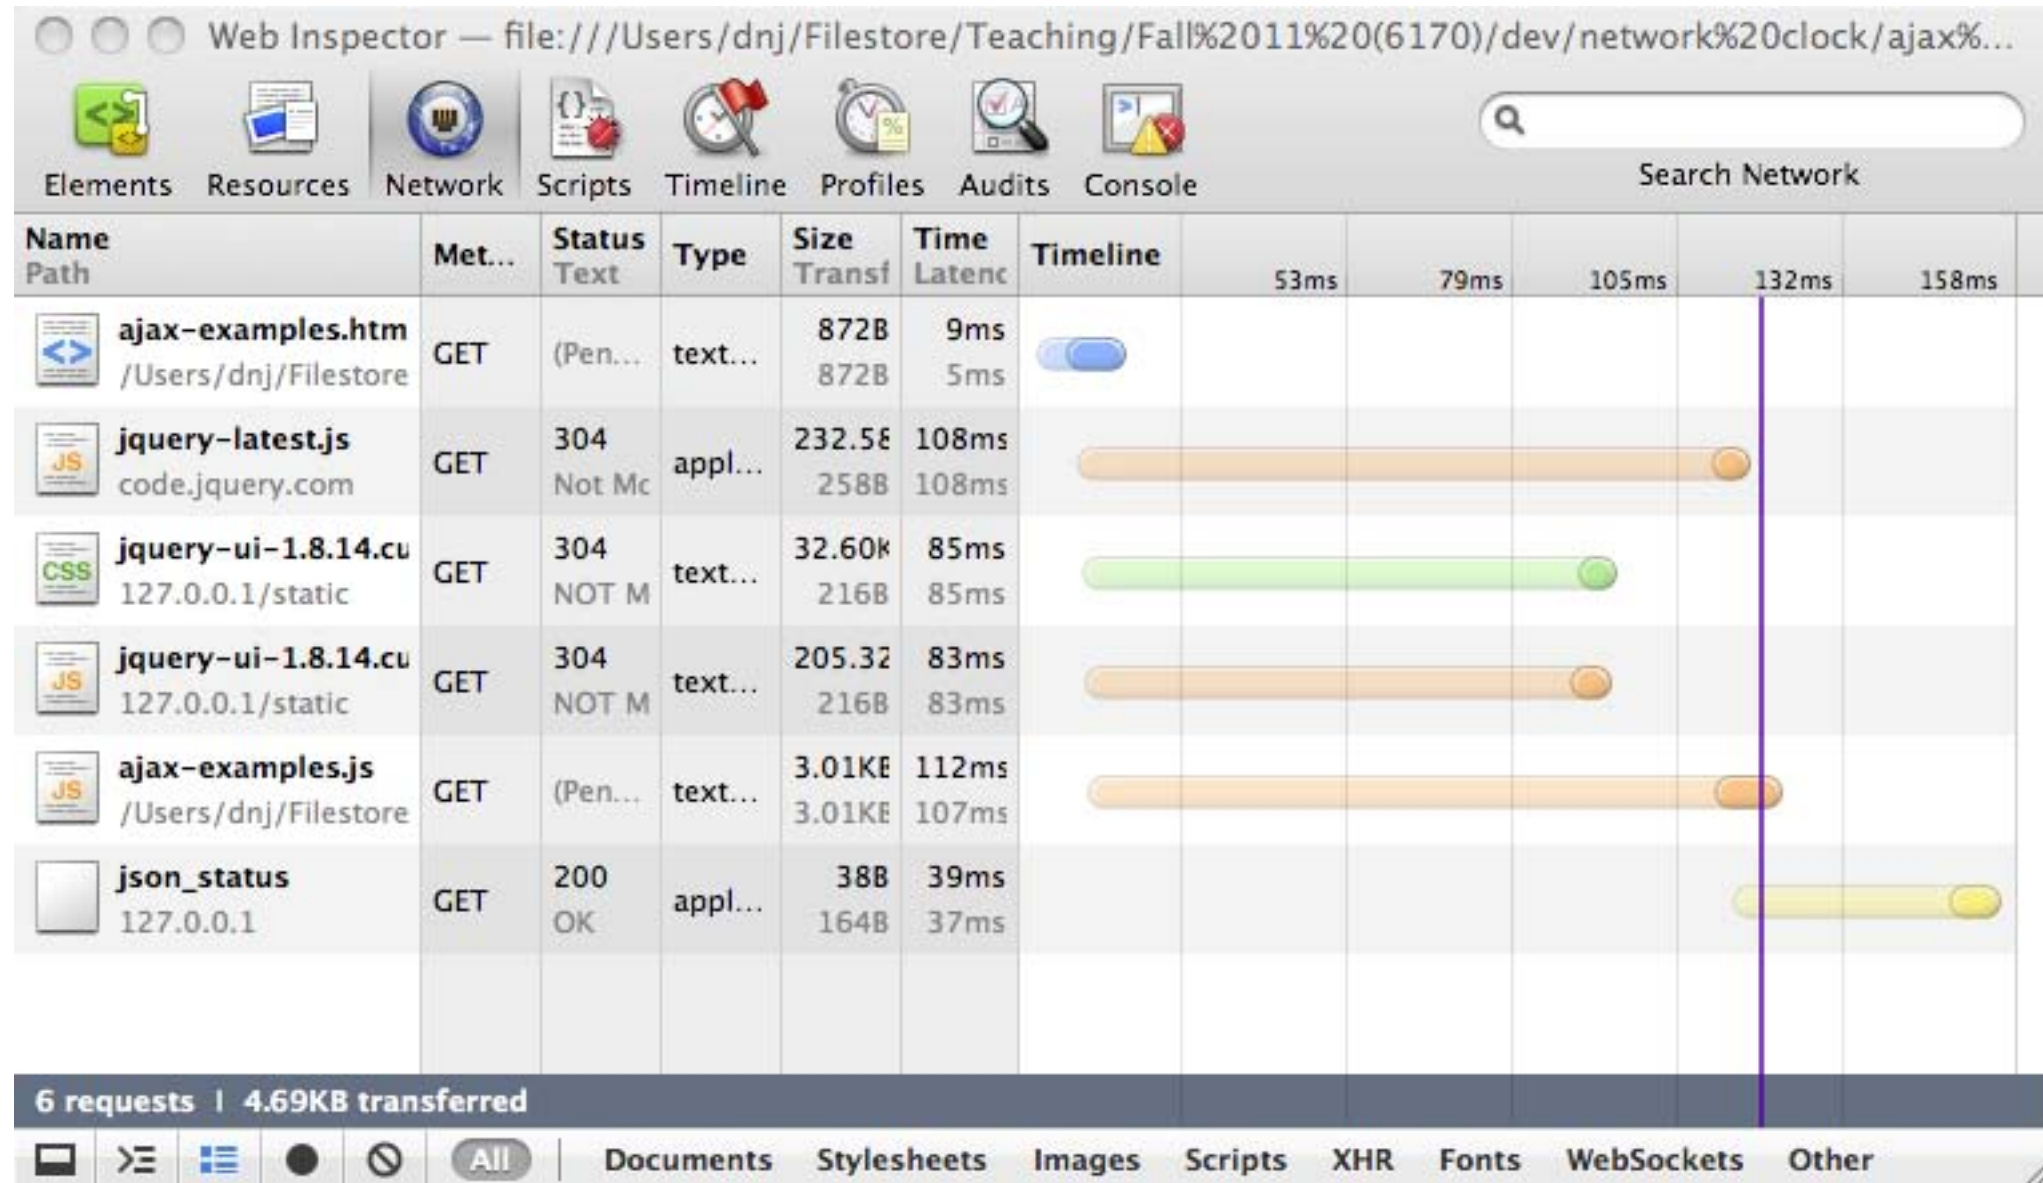 Web Inspector — file:///Users/dnj/Filestore/Teaching/Fall%2011%20(6170)/dev/network%20clock/ajax%...
Elements Resources Network Scripts Timeline Profiles Audits Console
Search Network
Name Met... Status Type Size Time Timeline
Path Text Transf Latenc
53ms 79ms 105ms 132ms 158ms
ajax-examples.htm GET (Pen... text... 872B 9ms
/Users/dnj/Filestore 872B 5ms
jquery-latest.js GET 304 appl... 232.58 108ms
code.jquery.com Not Mc 258B 108ms
jquery-ui-1.8.14.cu GET 304 text... 32.60K 85ms
127.0.0.1/static NOT M 216B 85ms
jquery-ui-1.8.14.cu GET 304 text... 205.32 83ms
127.0.0.1/static NOT M 216B 83ms
ajax-examples.js GET (Pen... text... 3.01KB 112ms
/Users/dnj/Filestore 3.01KB 107ms
json_status GET 200 appl... 38B 39ms
127.0.0.1 OK 164B 37ms
JS
CSS
JS
JS
6 requests | 4.69KB transferred
All Documents Stylesheets Images Scripts XHR Fonts WebSockets Other